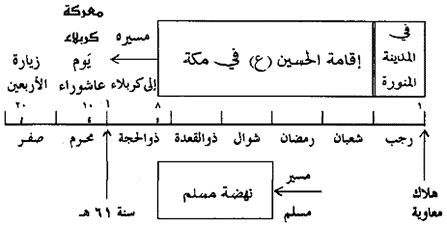 في
المدينة
المنورة
إقامة الحسين (ع) في مكة
مسيره
إلى كربلاء
معركة
كربلاء
يَوم
عاشوراء
زيارة
الأربعين
١
٨
١
١٠
٢٠
رجب
شعبان
رمضان
شوال
ذوالقعدة
ذوالحجة
محرم
صفر
هلاك
معاوية
مسير
مسلم
نهضة مسلم
سنة ٦١ هـ